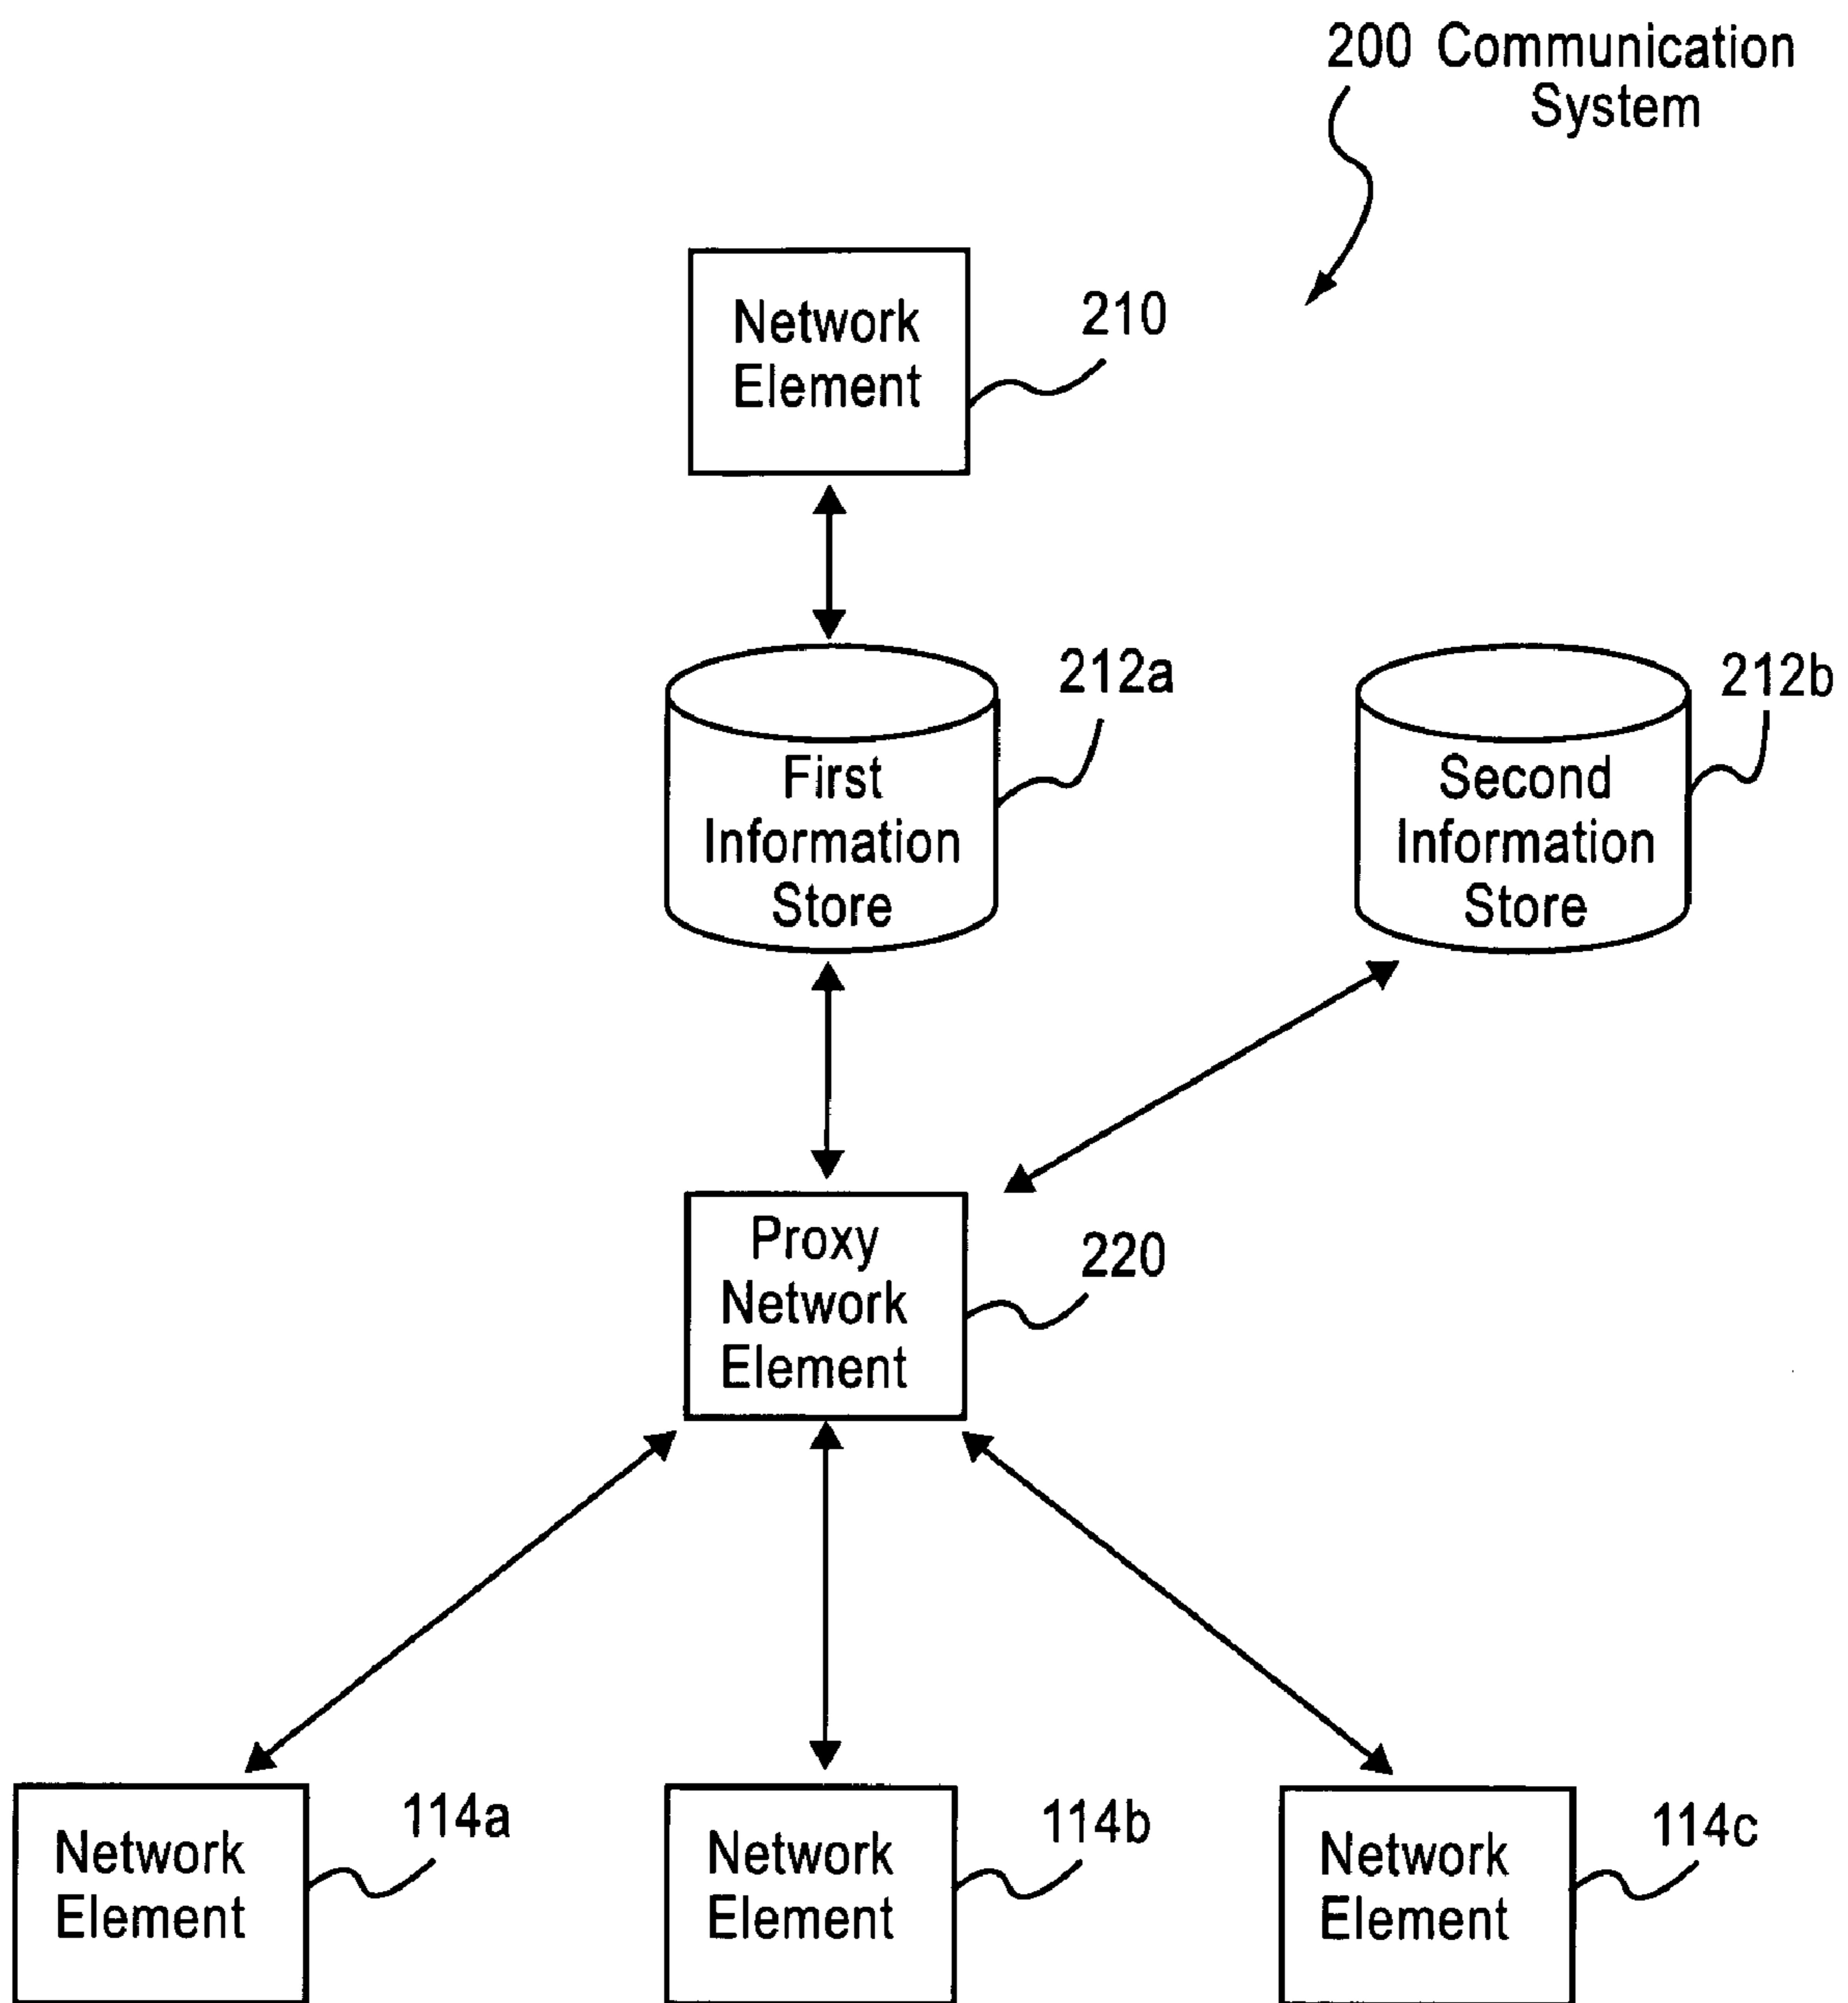 200 Communication
System
Network
Element
210
212a
212b
First
Information
Store
Second
Information
Store
Proxy
Network
Element
220
114a
114b
114c
Network
Element
Network
Element
Network
Element